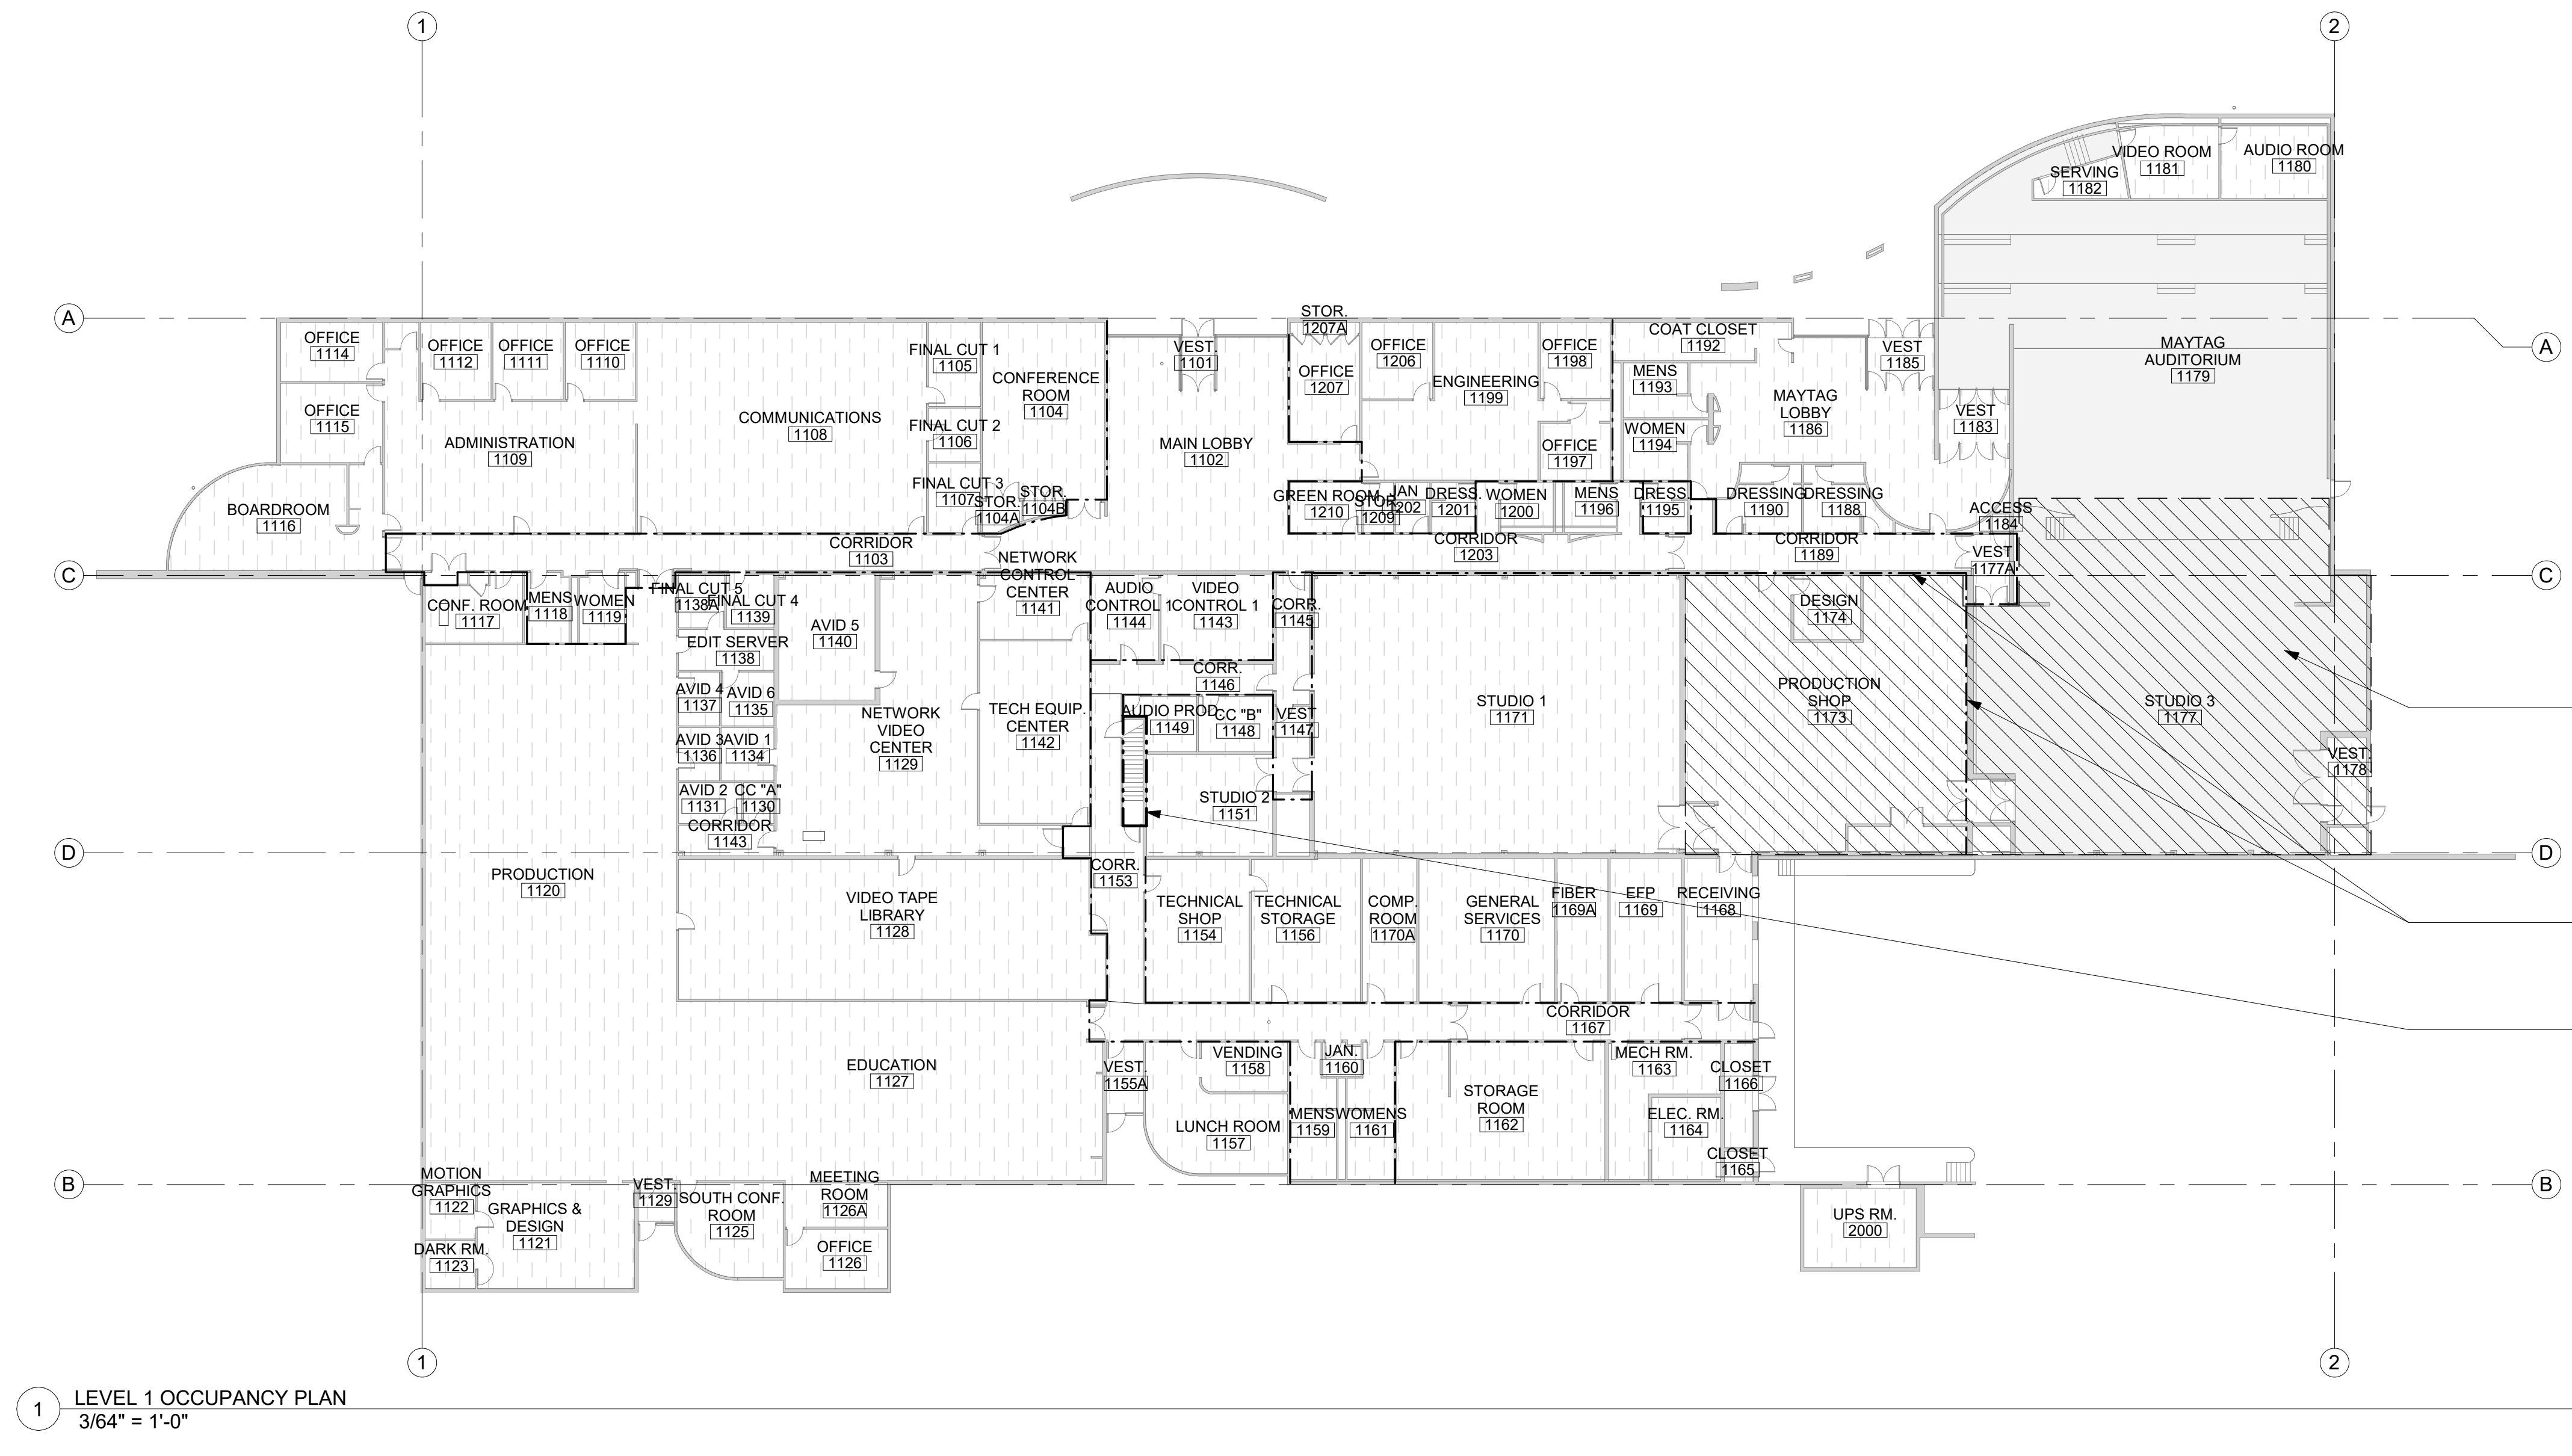 1
2
VIDEO ROOM
1181
AUDIO ROOM
1180
SERVING
1182
A
A
OFFICE
1114
OFFICE
1112
OFFICE
1111
OFFICE
1110
FINAL CUT 1
1105
CONFERENCE
ROOM
1104
VEST.
1101
STOR.
1207A
OFFICE
1207
OFFICE
1206
ENGINEERING
1199
OFFICE
1198
COAT CLOSET
1192
VEST
1185
MAYTAG
AUDITORIUM
1179
OFFICE
1115
MENS
1193
MAYTAG
LOBBY
1186
VEST
1183
COMMUNICATIONS
1108
FINAL CUT 2
1106
ADMINISTRATION
1109
MAIN LOBBY
1102
OFFICE
1197
WOMEN
1194
BOARDROOM
1116
FINAL CUT 3
1107
STOR.
1104A
STOR.
1104B
GREEN ROOM
1210
STOR.
1209
JAN
1202
DRESS.
1201
WOMEN
1200
MENS
1196
DRESS.
1195
DRESSING
1190
DRESSING
1188
ACCESS
1184
CORRIDOR
1103
CORRIDOR
1203
CORRIDOR
1189
VEST
1177A
C
C
NETWORK
CONTROL
CENTER
1141
CONF. ROOM
1117
MENS
1118
WOMEN
1119
FINAL CUT 5
1138A
FINAL CUT 4
1139
AVID 5
1140
AUDIO
CONTROL 1
1144
VIDEO
CONTROL 1
1143
CORR.
1145
DESIGN
1174
EDIT SERVER
1138
CORR.
1146
AVID 4
1137
AVID 6
1135
NETWORK
VIDEO
CENTER
1129
TECH EQUIP.
CENTER
1142
AUDIO PROD
1149
CC "B"
1148
VEST
1147
STUDIO 1
1171
PRODUCTION
SHOP
1173
STUDIO 3
1177
AVID 3
1136
AVID 1
1134
VEST.
1178
AVID 2
1131
CC "A"
1130
STUDIO 2
1151
CORRIDOR
1143
D
D
PRODUCTION
1120
VIDEO TAPE
LIBRARY
1128
CORR.
1153
TECHNICAL
SHOP
1154
TECHNICAL
STORAGE
1156
COMP.
ROOM
1170A
GENERAL
SERVICES
1170
FIBER
1169A
EFP
1169
RECEIVING
1168
CORRIDOR
1167
EDUCATION
1127
VEST.
1155A
VENDING
1158
JAN.
1160
MECH RM.
1163
CLOSET
1166
LUNCH ROOM
1157
MENS
1159
WOMENS
1161
STORAGE
ROOM
1162
ELEC. RM.
1164
CLOSET
1165
B
B
MOTION
GRAPHICS
1122
GRAPHICS &
DESIGN
1121
VEST.
1129
SOUTH CONF.
ROOM
1125
MEETING
ROOM
1126A
DARK RM.
1123
OFFICE
1126
UPS RM.
2000
1
2
1
LEVEL 1 OCCUPANCY PLAN
3/64" = 1'-0"